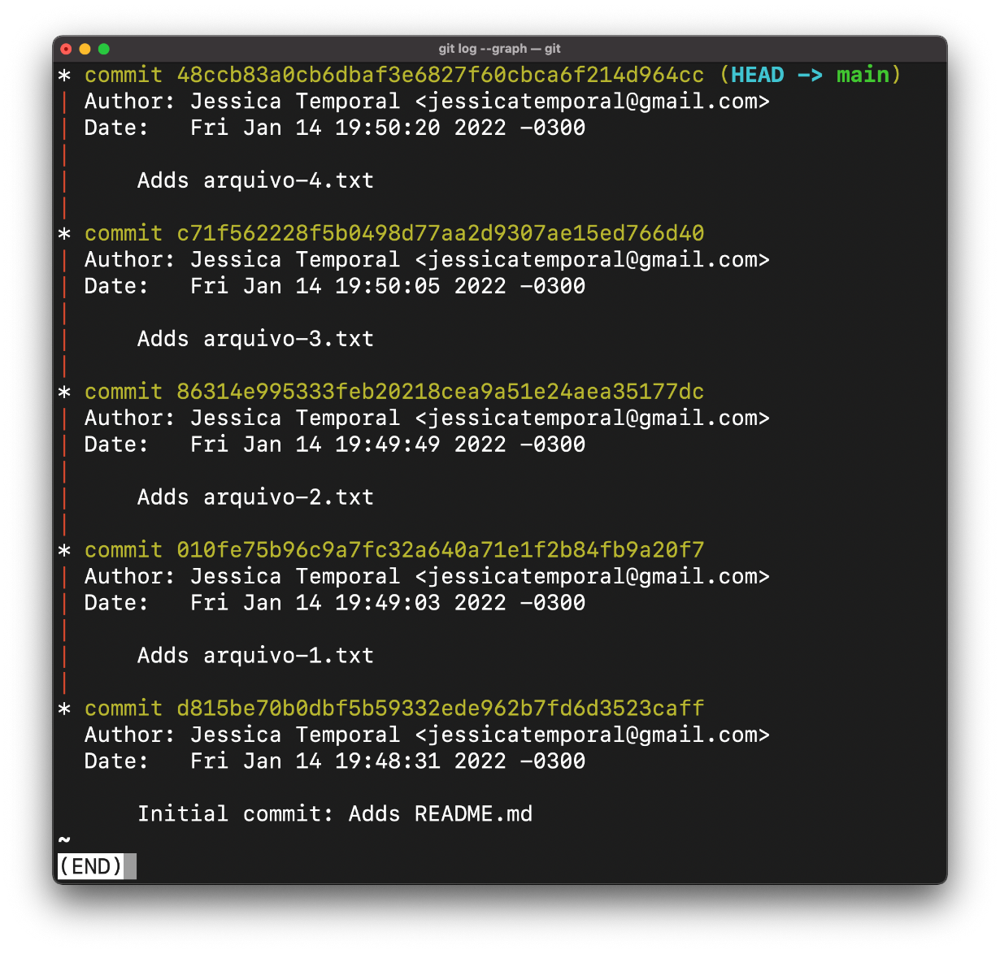 git log --graph — git
* commit 48ccb83a0cb6dbaf3e6827f60cbca6f214d964cc (HEAD -> main)
| Author: Jessica Temporal <jessicatemporal@gmail.com>
| Date:   Fri Jan 14 19:50:20 2022 -0300
|
|     Adds arquivo-4.txt
|
* commit c71f562228f5b0498d77aa2d9307ae15ed766d40
| Author: Jessica Temporal <jessicatemporal@gmail.com>
| Date:   Fri Jan 14 19:50:05 2022 -0300
|
|     Adds arquivo-3.txt
|
* commit 86314e995333feb20218cea9a51e24aea35177dc
| Author: Jessica Temporal <jessicatemporal@gmail.com>
| Date:   Fri Jan 14 19:49:49 2022 -0300
|
|     Adds arquivo-2.txt
|
* commit 010fe75b96c9a7fc32a640a71e1f2b84fb9a20f7
| Author: Jessica Temporal <jessicatemporal@gmail.com>
| Date:   Fri Jan 14 19:49:03 2022 -0300
|
|     Adds arquivo-1.txt
|
* commit d815be70b0dbf5b59332ede962b7fd6d3523caff
  Author: Jessica Temporal <jessicatemporal@gmail.com>
  Date:   Fri Jan 14 19:48:31 2022 -0300

      Initial commit: Adds README.md
~
(END)